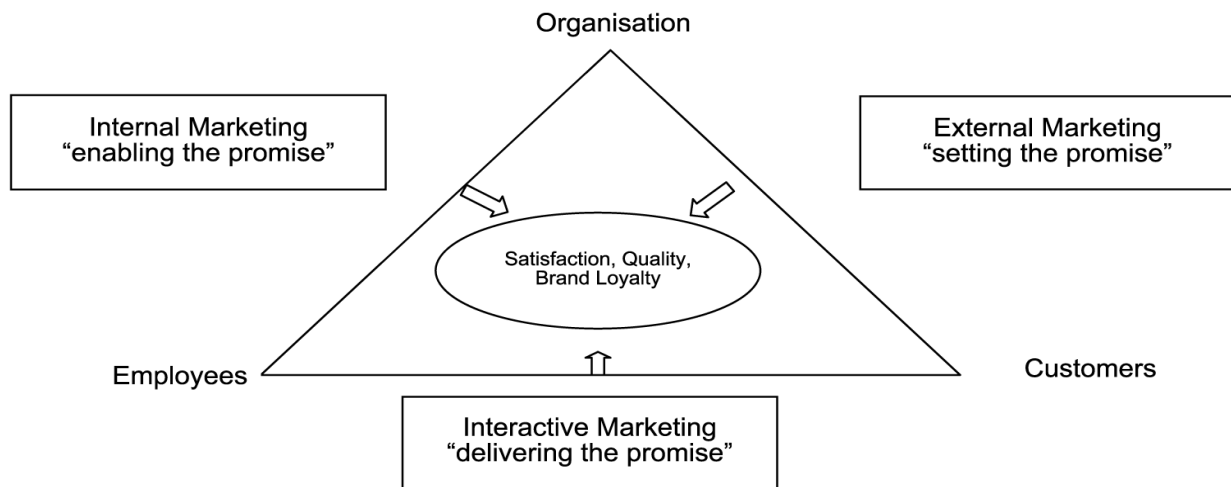 Organisation
Internal Marketing
“enabling the promise”
External Marketing
“setting the promise”
Satisfaction, Quality,
Brand Loyalty
Employees
Customers
Interactive Marketing
“delivering the promise”